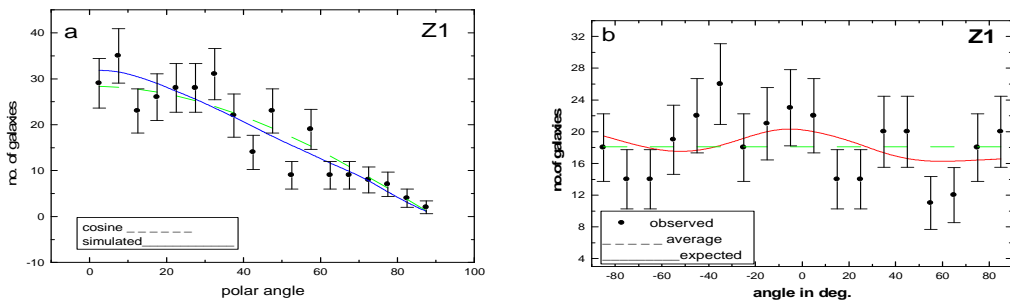 a
Z1
no. of galaxies
40
30
20
10
0
-10
cosine _ _ _ _ _ _ _
simulated______________
0 20 40 60 80 100
polar angle
b
Z1
no.of galaxies
32
28
24
20
16
12
8
4
observed
_ _ _ _ _ _ average
____________expected
-80 -60 -40 -20 0 20 40 60 80
angle in deg.